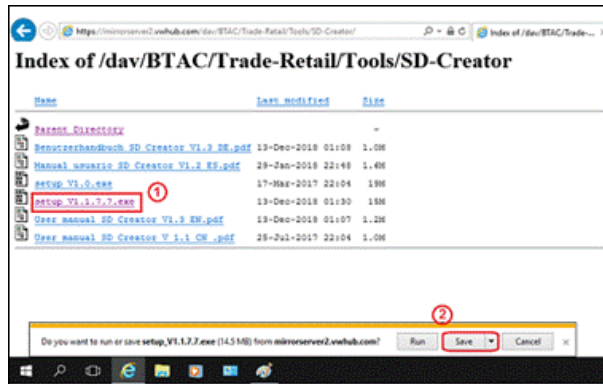 https://mirrorserver2.vwhub.com/dav/BTAC/Trade-Retail/Tools/SD-Creator/
Index of /dav/BTAC/Trade-...
Index of /dav/BTAC/Trade-Retail/Tools/SD-Creator
Name Last modified Size
Parent Directory -
Benutzerhandbuch SD Creator V1.3 DE.pdf 13-Dec-2018 01:08 1.0M
Manual usuario SD Creator V1.2 ES.pdf 29-Jan-2018 22:48 1.6M
setup V1.0.exe 17-Mar-2017 22:04 15M
setup V1.1.7.7.exe 13-Dec-2018 01:30 15M
1
User manual SD Creator V1.3 EN.pdf 13-Dec-2018 01:07 1.2M
User manual SD Creator V 1.1 CN .pdf 25-Jul-2017 22:04 1.0M
2
Do you want to run or save setup_V1.1.7.7.exe (14.5 MB) from mirrorserver2.vwhub.com?
Run Save Cancel